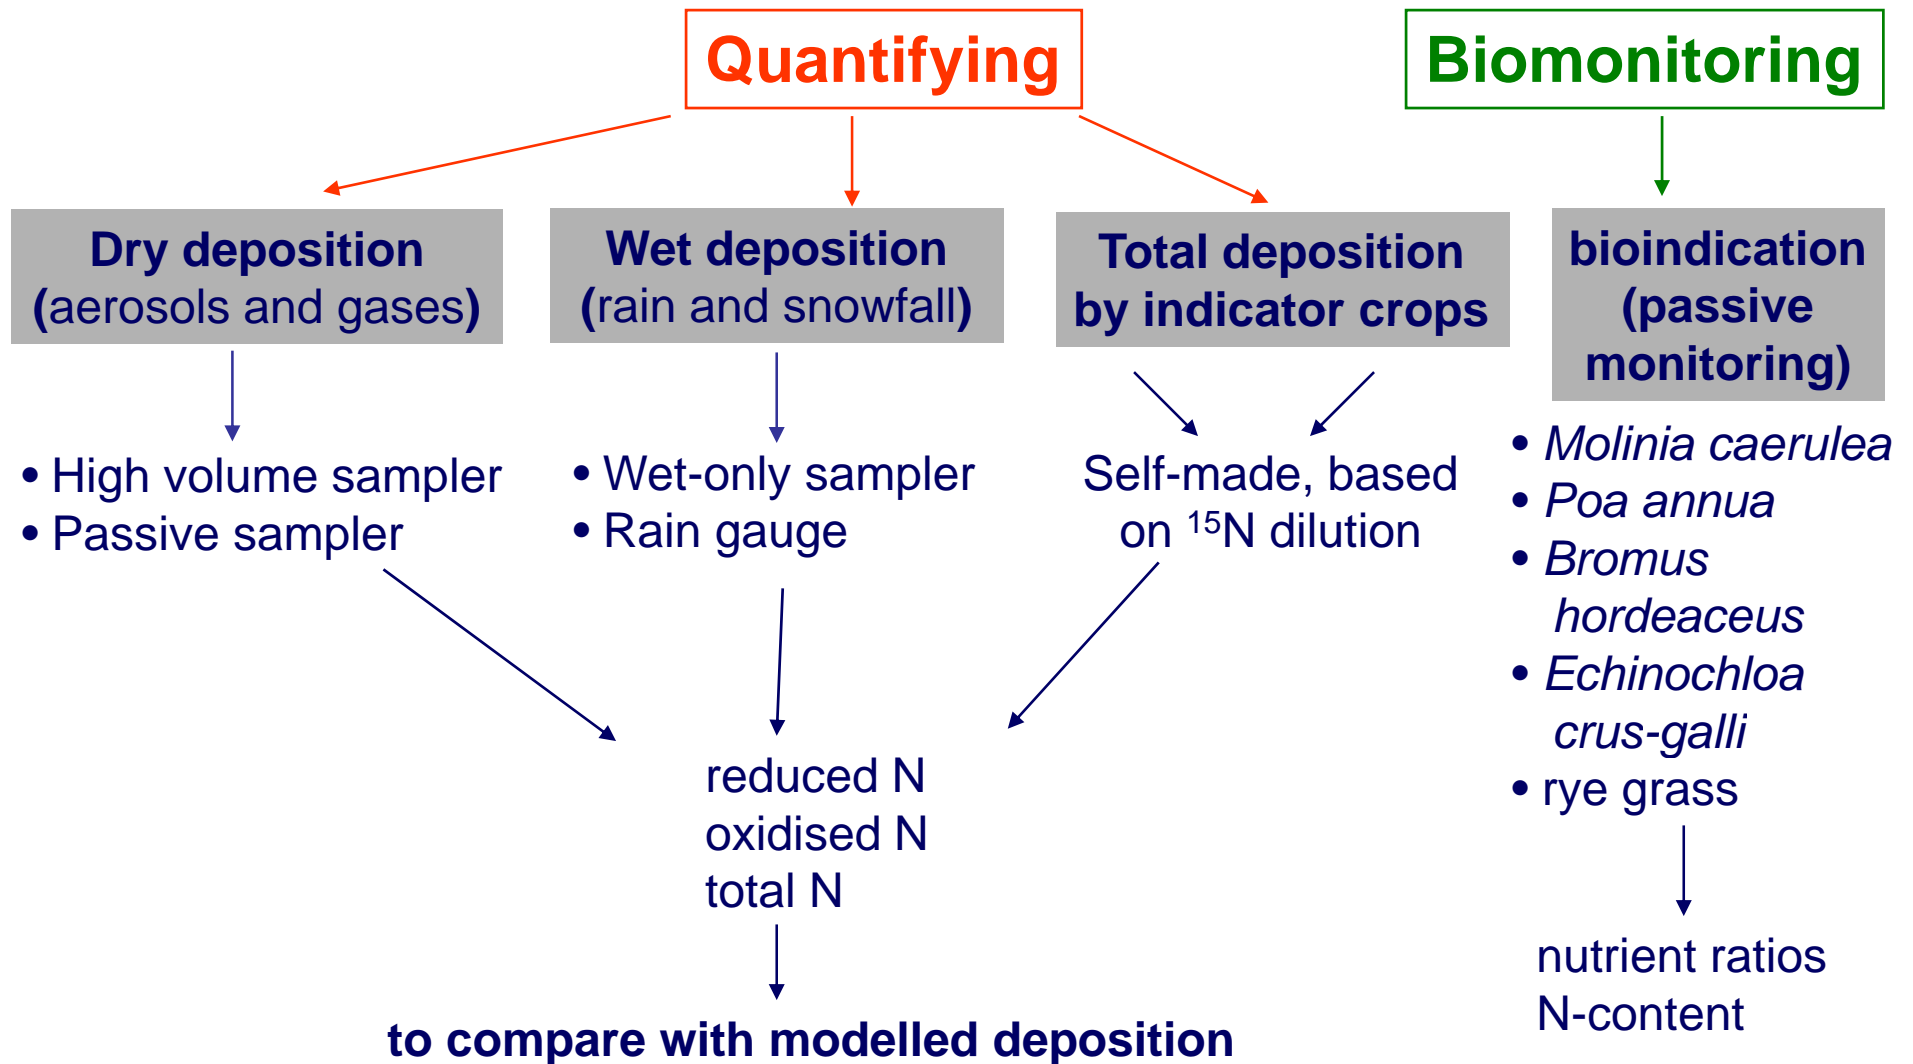 Quantifying
Biomonitoring
Dry deposition
(aerosols and gases)
Wet deposition
(rain and snowfall)
Total deposition
by indicator crops
bioindication
(passive
monitoring)
• High volume sampler
• Passive sampler
• Wet-only sampler
• Rain gauge
Self-made, based
on ¹⁵N dilution
• Molinia caerulea
• Poa annua
• Bromus
hordeaceus
• Echinochloa
crus-galli
• rye grass
reduced N
oxidised N
total N
nutrient ratios
N-content
to compare with modelled deposition